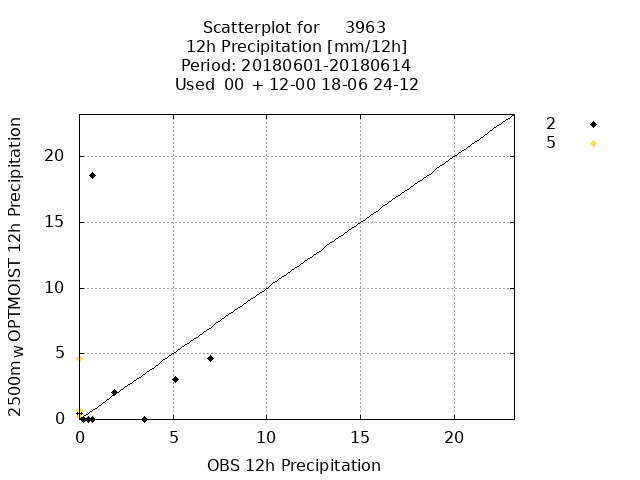 Scatterplot for 3963
12h Precipitation [mm/12h]
Period: 20180601-20180614
Used 00 + 12-00 18-06 24-12
2
5
2500m w OPTMOIST 12h Precipitation
20
15
10
5
0
0 5 10 15 20
OBS 12h Precipitation